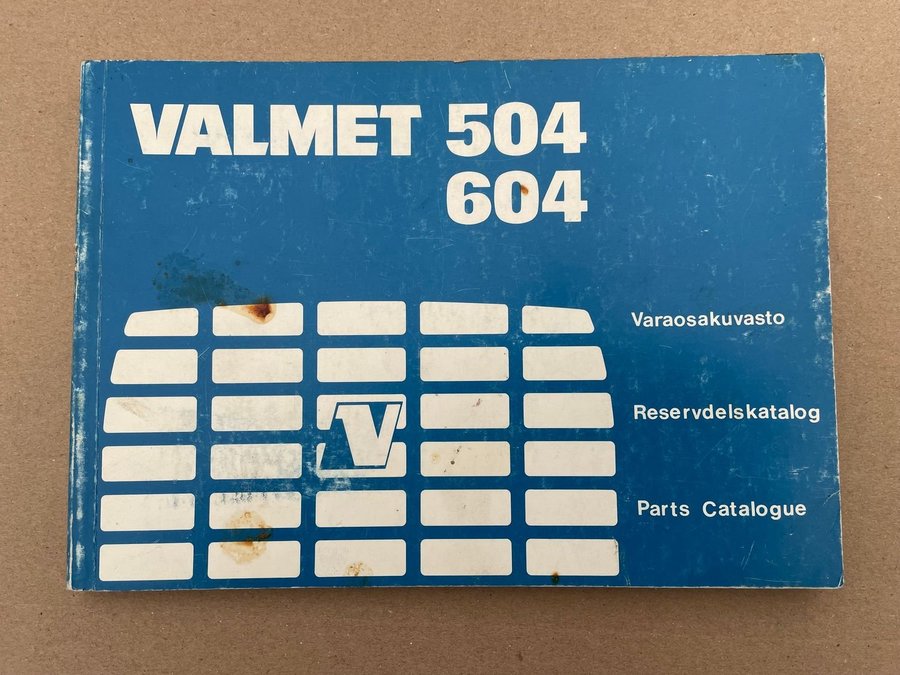 VALMET 504
604
Varaosakuvasto
V
Reservdelskatalog
Parts Catalogue